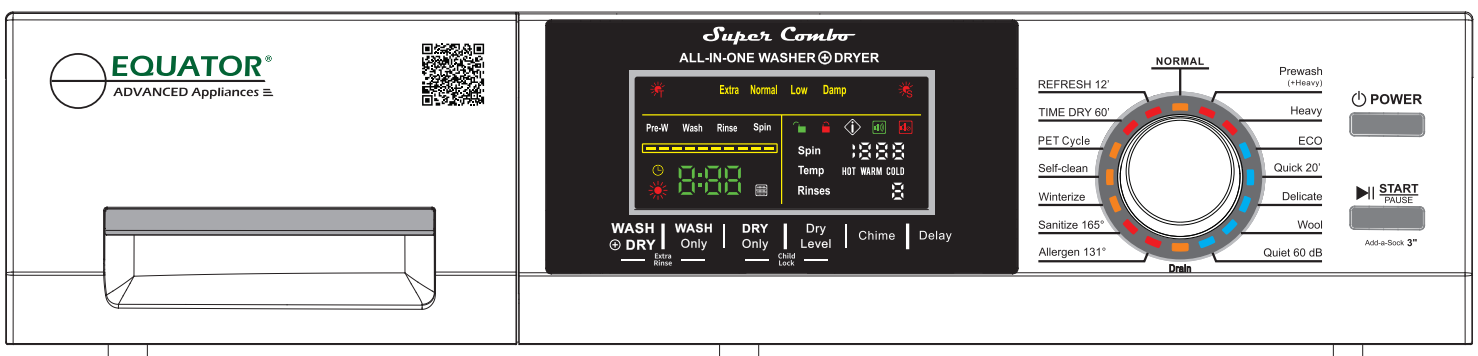 EQUATOR®
ADVANCED Appliances
Super Combo
ALL-IN-ONE WASHER ⊕ DRYER
Extra Normal Low Damp
Pre-W Wash Rinse Spin
Spin 1888
Temp HOT WARM COLD
Rinses 8
8:88
WASH ⊕ DRY
WASH Only
DRY Only
Dry Level
Chime
Delay
Extra Rinse
Child Lock
NORMAL
REFRESH 12'
TIME DRY 60'
PET Cycle
Self-clean
Winterize
Sanitize 165°
Allergen 131°
Drain
Prewash
(+Heavy)
Heavy
ECO
Quick 20'
Delicate
Wool
Quiet 60 dB
POWER
START
PAUSE
Add-a-Sock 3"